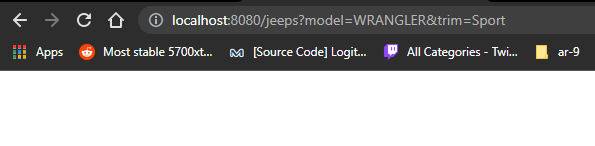 localhost:8080/jeeps?model=WRANGLER&trim=Sport
Apps Most stable 5700xt... [Source Code] Logit... All Categories - Twi... ar-9